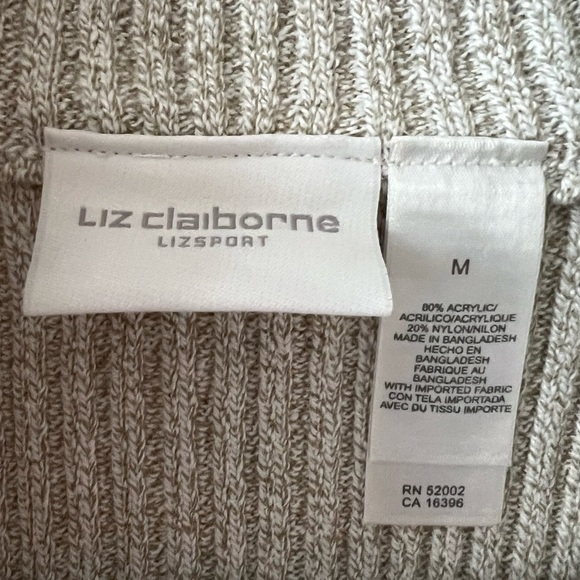 LIZ claiborne
LIZSPORT
M
80% ACRYLIC/
ACRILICO/ACRYLIQUE
20% NYLON/NILON
MADE IN BANGLADESH
HECHO EN
BANGLADESH
FABRIQUE AU
BANGLADESH
WITH IMPORTED FABRIC
CON TELA IMPORTADA
AVEC DU TISSU IMPORTE
RN 52002
CA 16396